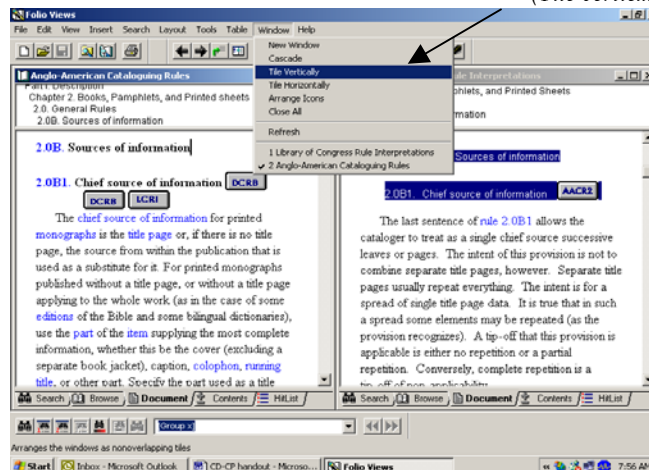 Folio Views
File Edit View Insert Search Layout Tools Table Window Help
New Window
Cascade
Tile Vertically
Tile Horizontally
Arrange Icons
Close All
Refresh
1 Library of Congress Rule Interpretations
2 Anglo-American Cataloguing Rules
Anglo-American Cataloguing Rules
Part I. Description
Chapter 2. Books, Pamphlets, and Printed sheets
2.0. General Rules
2.0B. Sources of information
2.0B. Sources of information
2.0B1. Chief source of information DCRB
DCRB LCRI
The chief source of information for printed
monographs is the title page or, if there is no title
page, the source from within the publication that is
used as a substitute for it. For printed monographs
published without a title page, or without a title page
applying to the whole work (as in the case of some
editions of the Bible and some bilingual dictionaries),
use the part of the item supplying the most complete
information, whether this be the cover (excluding a
separate book jacket), caption, colophon, running
title, or other part. Specify the part used as a title
Search Browse Document Contents HitList
le Interpretations
phlets, and Printed Sheets
rmation
Sources of information
2.0B1. Chief source of information AACR2
The last sentence of rule 2.0B1 allows the
cataloger to treat as a single chief source successive
leaves or pages. The intent of this provision is not to
combine separate title pages, however. Separate title
pages usually repeat everything. The intent is for a
spread of single title page data. It is true that in such
a spread some elements may be repeated (as the
provision recognizes). A tip-off that this provision is
applicable is either no repetition or a partial
repetition. Conversely, complete repetition is a
tip-off of non-applicability
Search Browse Document Contents HitList
Group x
Arranges the windows as nonoverlapping tiles
Start Inbox - Microsoft Outlook CD-CP handout - Microso... Folio Views 7:56 AM